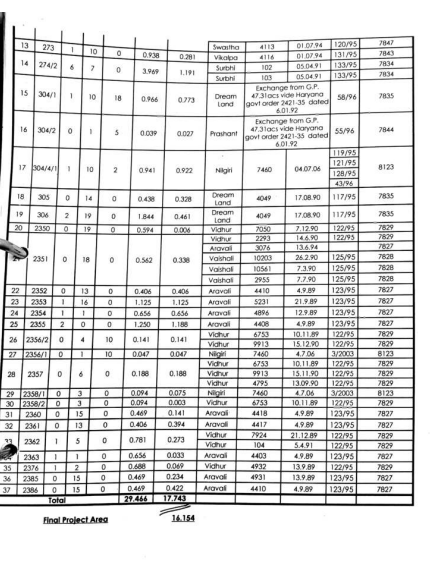 13 273 1 10 0 0.938 0.281 Swastha 4113 01.07.94 120/95 7847
14 274/2 6 7 0 3.969 1.191 Vikalpa 4116 01.07.94 131/95 7843
Surbhi 102 05.04.91 133/95 7834
Surbhi 103 05.04.91 133/95 7834
15 304/1 1 10 18 0.966 0.773 Dream Land Exchange from G.P. 47.31acs vide Haryana govt order 2421-35 dated 6.01.92 58/96 7835
16 304/2 0 1 5 0.039 0.027 Prashant Exchange from G.P. 47.31acs vide Haryana govt order 2421-35 dated 6.01.92 55/96 7844
17 304/4/1 1 10 2 0.941 0.922 Nilgiri 7460 04.07.06 119/95 121/95 128/95 43/96 8123
18 305 0 14 0 0.438 0.328 Dream Land 4049 17.08.90 117/95 7835
19 306 2 19 0 1.844 0.461 Dream Land 4049 17.08.90 117/95 7835
20 2350 0 19 0 0.594 0.006 Vidhur 7050 7.12.90 122/95 7829
2351 0 18 0 0.562 0.338 Vidhur 2293 14.6.90 122/95 7829
Aravali 3076 13.6.94 7827
Vaishali 10203 26.2.90 125/95 7828
Vaishali 10561 7.3.90 125/95 7828
Vaishali 2955 7.7.90 125/95 7828
22 2352 0 13 0 0.406 0.406 Aravali 4410 4.9.89 123/95 7827
23 2353 1 16 0 1.125 1.125 Aravali 5231 21.9.89 123/95 7827
24 2354 1 1 0 0.656 0.656 Aravali 4896 12.9.89 123/95 7827
25 2355 2 0 0 1.250 1.188 Aravali 4408 4.9.89 123/95 7827
26 2356/2 0 4 10 0.141 0.141 Vidhur 6753 10.11.89 122/95 7829
Vidhur 9913 15.12.90 122/95 7829
27 2356/1 0 1 10 0.047 0.047 Nilgiri 7460 4.7.06 3/2003 8123
28 2357 0 6 0 0.188 0.188 Vidhur 6753 10.11.89 122/95 7829
Vidhur 9913 15.11.90 122/95 7829
Vidhur 4795 13.09.90 122/95 7829
29 2358/1 0 3 0 0.094 0.075 Nilgiri 7460 4.7.06 3/2003 8123
30 2358/2 0 3 0 0.094 0.003 Vidhur 6753 10.11.89 122/95 7829
31 2360 0 15 0 0.469 0.141 Aravali 4418 4.9.89 123/95 7827
32 2361 0 13 0 0.406 0.394 Aravali 4417 4.9.89 123/95 7827
33 2362 1 5 0 0.781 0.273 Vidhur 7924 21.12.89 122/95 7829
Vidhur 104 5.4.91 122/95 7829
2363 1 1 0 0.656 0.033 Aravali 4403 4.9.89 123/95 7827
35 2376 1 2 0 0.688 0.069 Vidhur 4932 13.9.89 122/95 7829
36 2385 0 15 0 0.469 0.234 Aravali 4931 13.9.89 123/95 7827
37 2386 0 15 0 0.469 0.422 Aravali 4410 4.9.89 123/95 7827
Total 29.466 17.743
Final Project Area 16.154